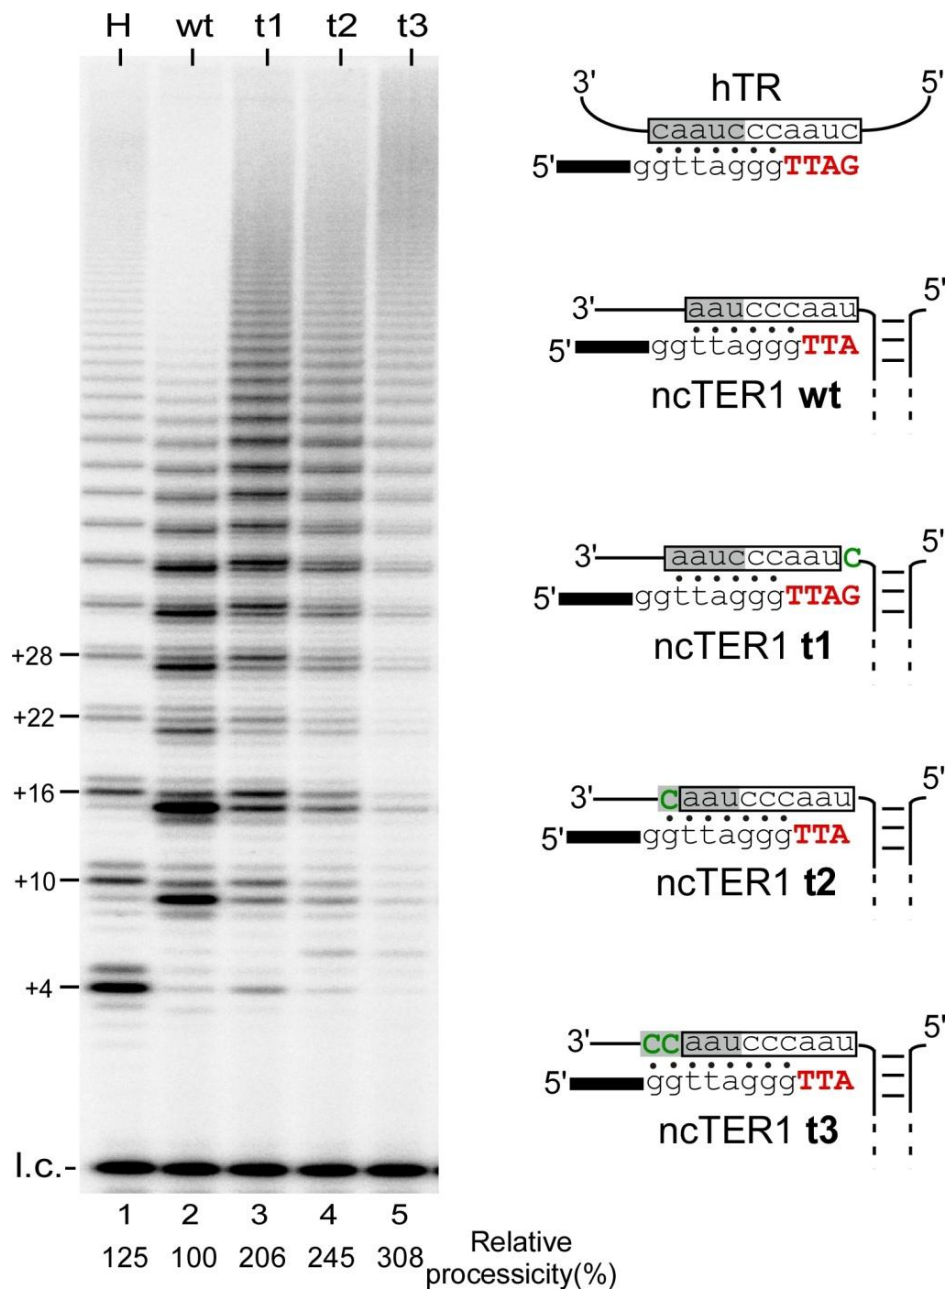 H wt t1 t2 t3
+28
+22
+16
+10
+4
l.c.-
1 2 3 4 5
125 100 206 245 308
Relative
processicity(%)
3' hTR 5'
caaucccaauc
5' ggttagggTTAG
3' aaucccaau 5'
5' ggttagggTTA
ncTER1 wt
3' aaucccaauC 5'
5' ggttagggTTAG
ncTER1 t1
3' Caaucccaau 5'
5' ggttagggTTA
ncTER1 t2
3' CCaaucccaau 5'
5' ggttagggTTA
ncTER1 t3